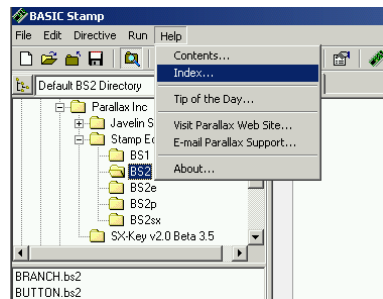 BASIC Stamp
File Edit Directive Run Help
Contents...
Index...
Default BS2 Directory
Tip of the Day...
Parallax Inc
Visit Parallax Web Site...
Javelin S
E-mail Parallax Support...
Stamp Ec
BS1
About...
BS2
BS2e
BS2p
BS2sx
SX-Key v2.0 Beta 3.5
BRANCH.bs2
BUTTON.bs2